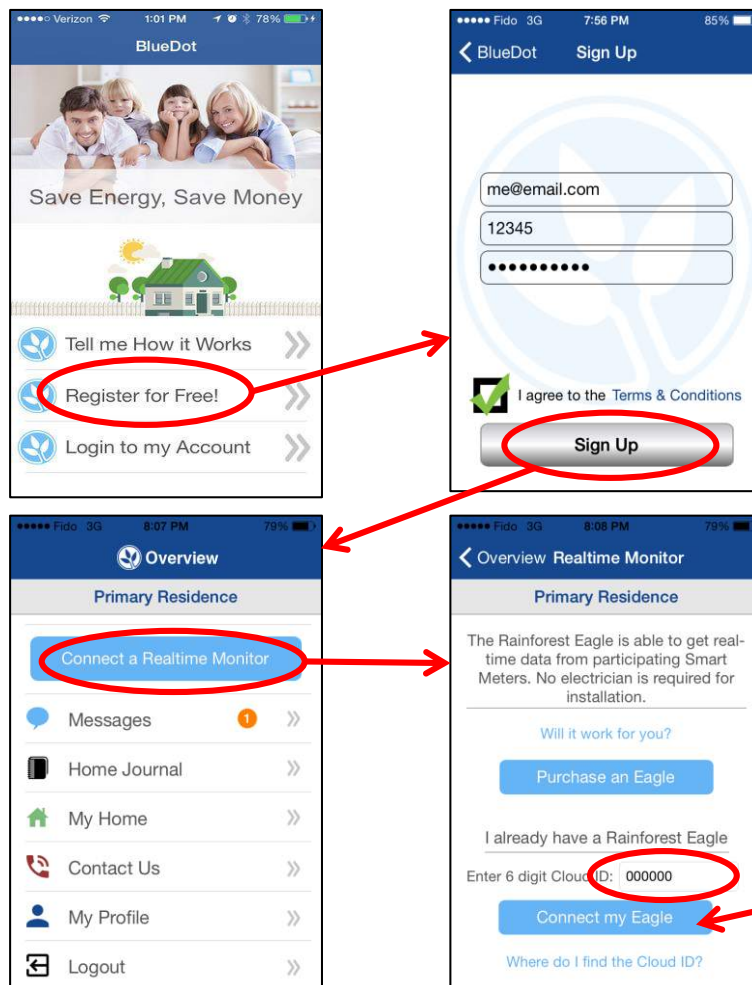 Verizon 1:01 PM 78%
BlueDot
Save Energy, Save Money
Tell me How it Works
Register for Free!
Login to my Account
Fido 3G 7:56 PM 85%
BlueDot Sign Up
me@email.com
12345
I agree to the Terms & Conditions
Sign Up
Fido 3G 8:07 PM 79%
Overview
Primary Residence
Connect a Realtime Monitor
Messages 1
Home Journal
My Home
Contact Us
My Profile
Logout
Fido 3G 8:08 PM 79%
Overview Realtime Monitor
Primary Residence
The Rainforest Eagle is able to get real-
time data from participating Smart
Meters. No electrician is required for
installation.
Will it work for you?
Purchase an Eagle
I already have a Rainforest Eagle
Enter 6 digit Cloud ID: 000000
Connect my Eagle
Where do I find the Cloud ID?